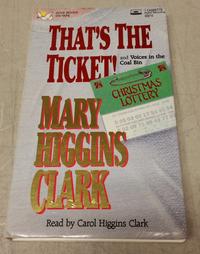 THAT'S THE
TICKET!
and Voices in the
Coal Bin
CHRISTMAS
LOTTERY
MARY
HIGGINS
CLARK
Read by Carol Higgins Clark